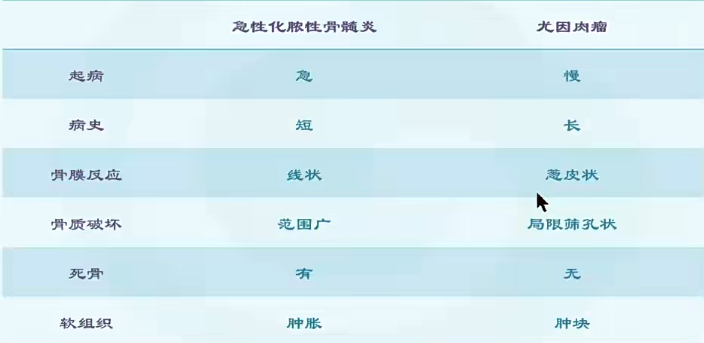 急性化脓性骨髓炎 尤因肉瘤
起病 急 慢
病史 短 长
骨膜反应 线状 葱皮状
骨质破坏 范围广 局限筛孔状
死骨 有 无
软组织 肿胀 肿块